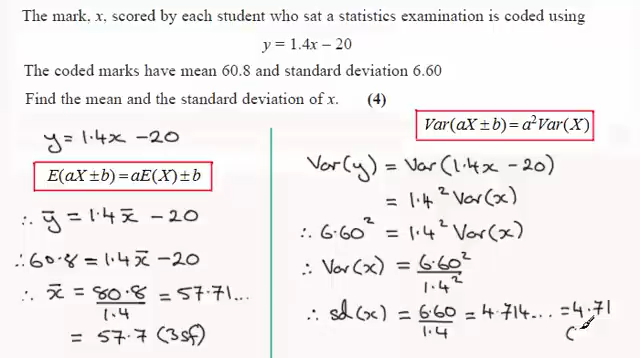 The mark, x, scored by each student who sat a statistics examination is coded using
y = 1.4x – 20
The coded marks have mean 60.8 and standard deviation 6.60
Find the mean and the standard deviation of x. (4)
y = 1.4x - 20
E(aX ± b) = aE(X) ± b
∴ ȳ = 1.4x̄ - 20
∴ 60.8 = 1.4x̄ - 20
∴ x̄ = 80.8/1.4 = 57.71...
= 57.7 (3sf)
Var(aX ± b) = a²Var(X)
Var(y) = Var(1.4x - 20)
= 1.4² Var(x)
∴ 6.60² = 1.4² Var(x)
∴ Var(x) = 6.60²/1.4²
∴ sd(x) = 6.60/1.4 = 4.714... = 4.71
(